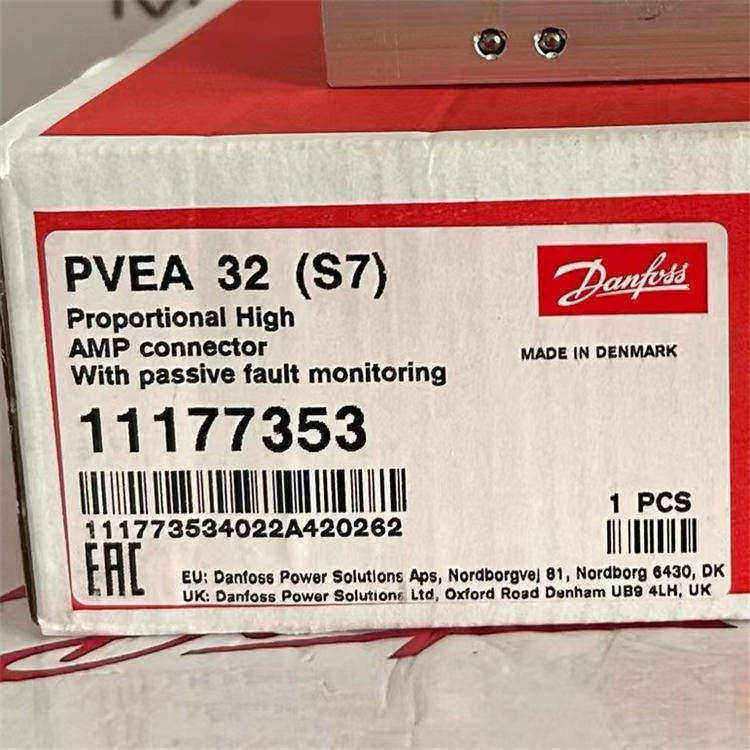 PVEA 32 (S7)
Danfoss
Proportional High
AMP connector
With passive fault monitoring
MADE IN DENMARK
11177353
1 PCS
111773534022A420262
EAC
EU: Danfoss Power Solutions Aps, Nordborgvej 81, Nordborg 6430, DK
UK: Danfoss Power Solutions Ltd, Oxford Road Denham UB9 4LH, UK